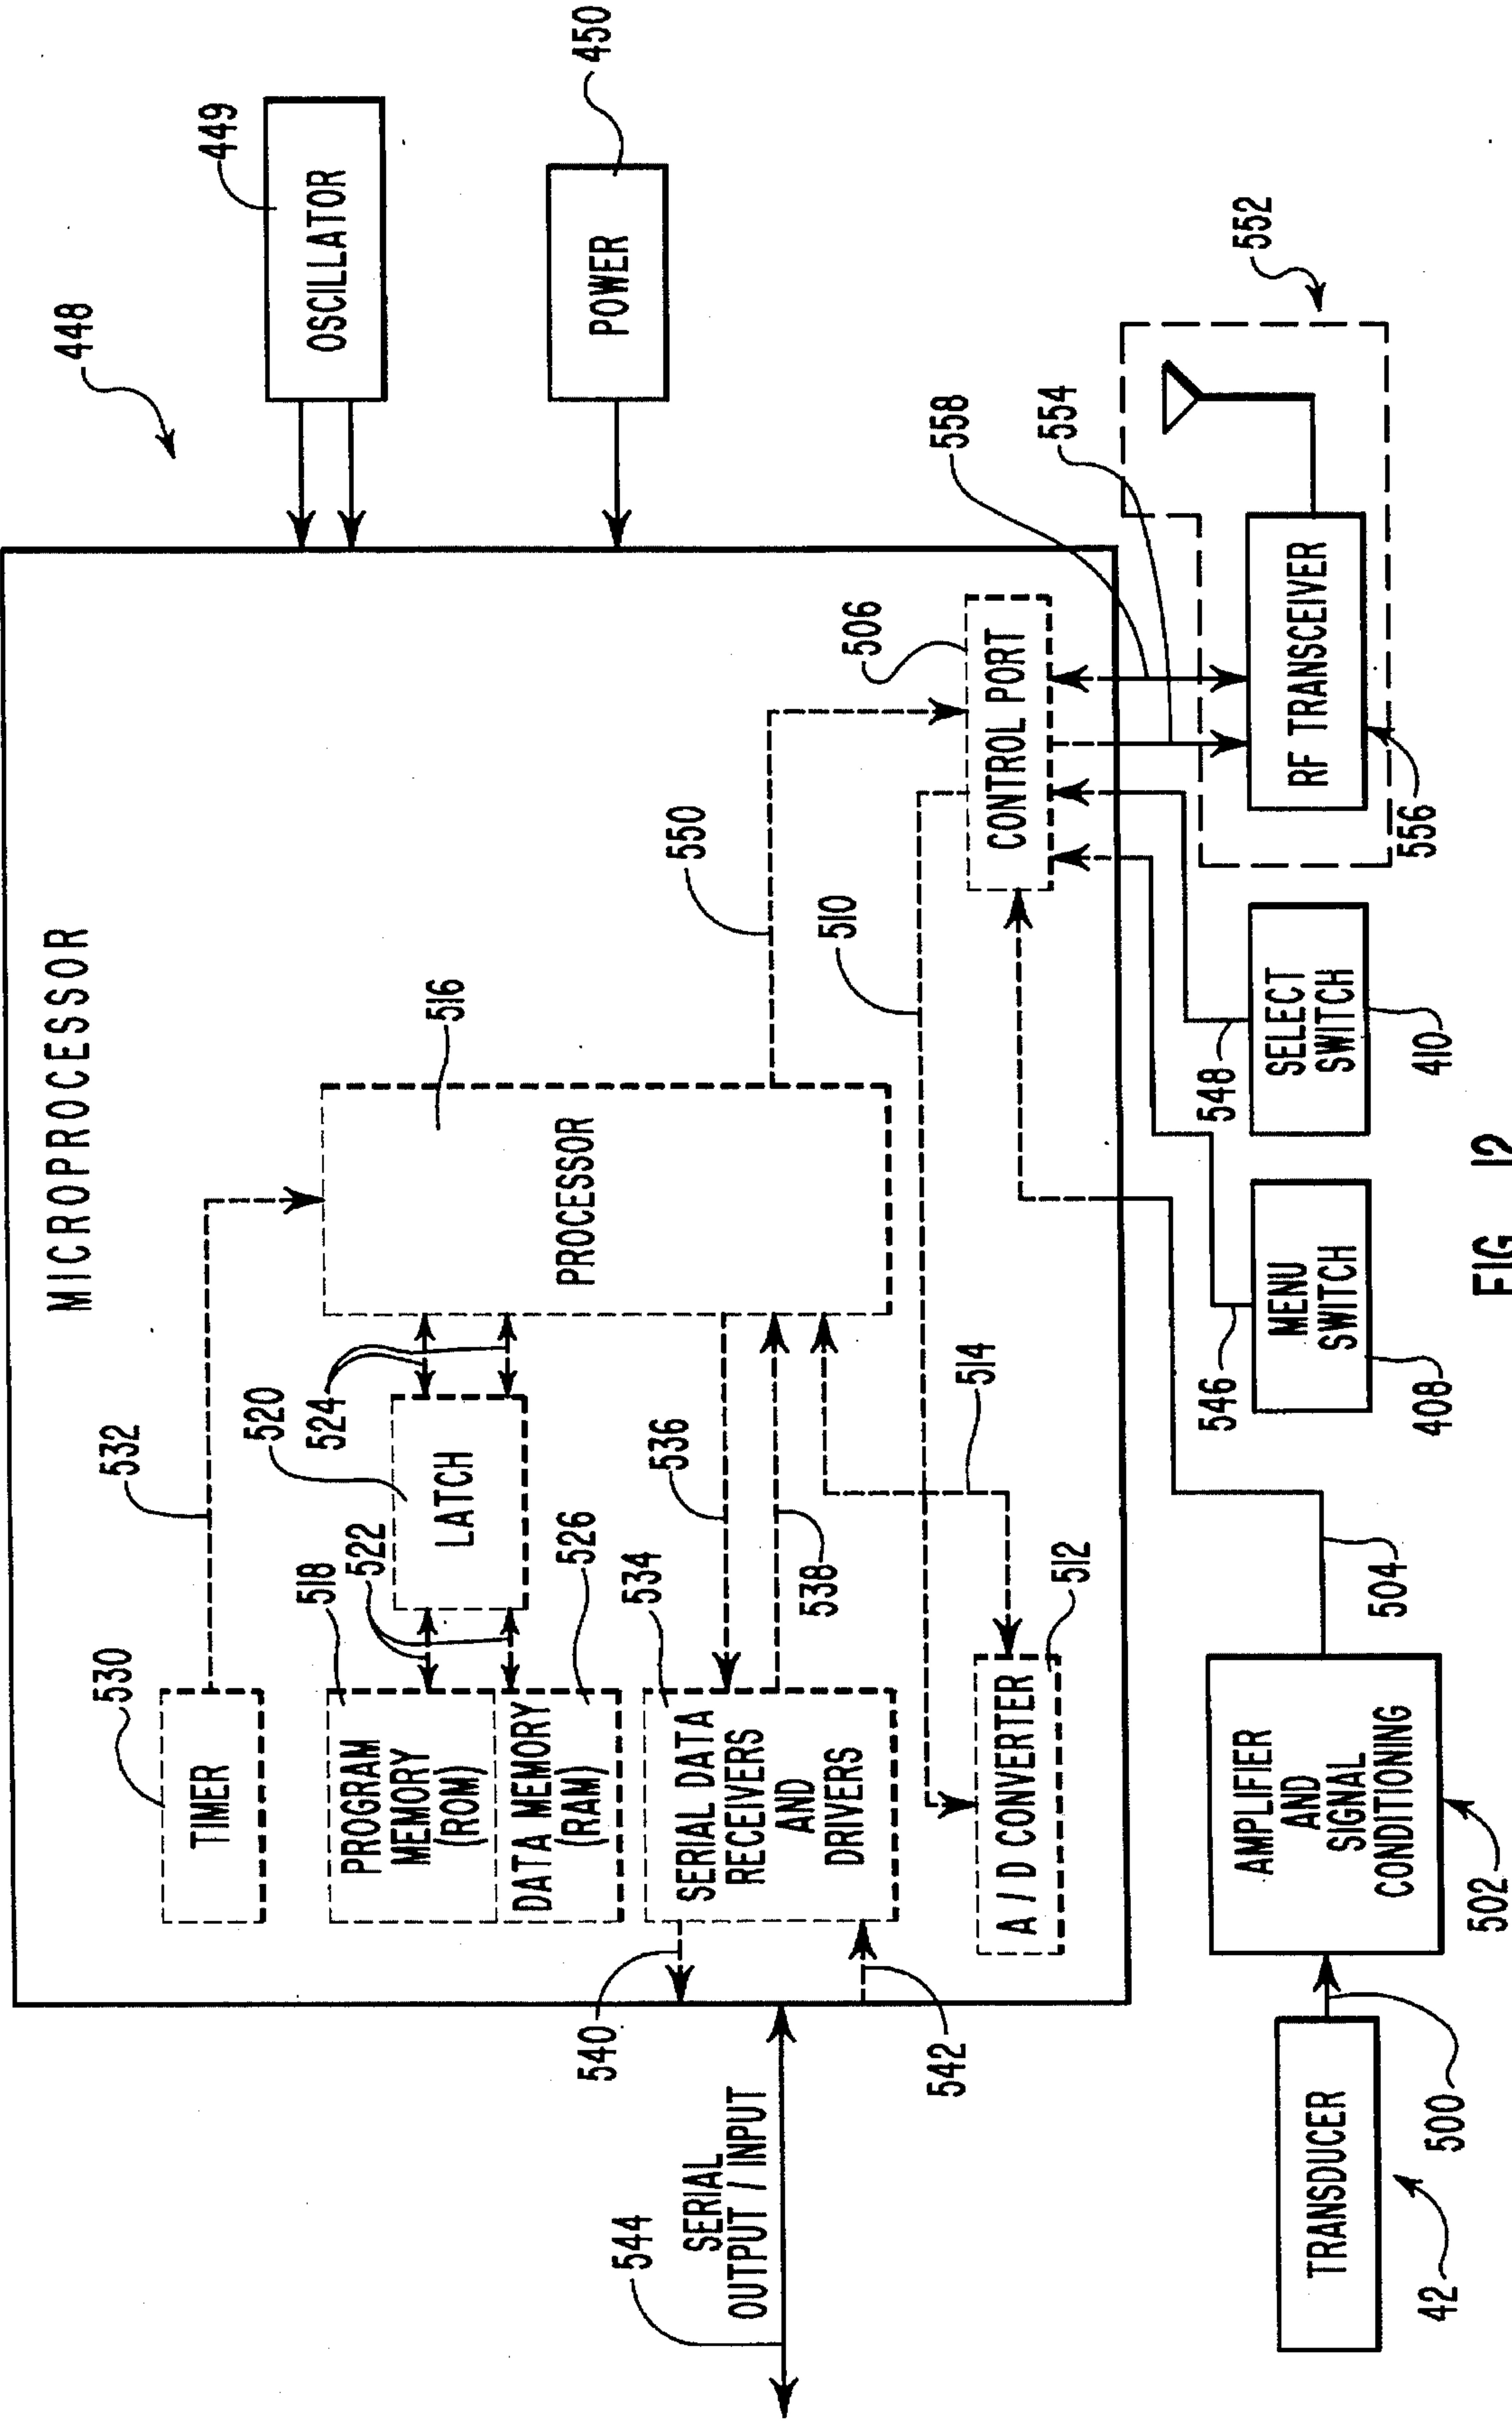 MICROPROCESSOR
448
532
530
TIMER
518
522
520
524
LATCH
516
PROCESSOR
PROGRAM
MEMORY
(ROM)
DATA MEMORY
(RAM)
526
534
536
538
SERIAL DATA
RECEIVERS
AND
DRIVERS
540
542
544
SERIAL
OUTPUT / INPUT
514
512
A / D CONVERTER
550
510
506
CONTROL PORT
449
OSCILLATOR
450
POWER
558
554
552
RF TRANSCEIVER
556
548
SELECT
SWITCH
410
546
MENU
SWITCH
408
504
AMPLIFIER
AND
SIGNAL
CONDITIONING
502
500
TRANSDUCER
42
FIG. 12